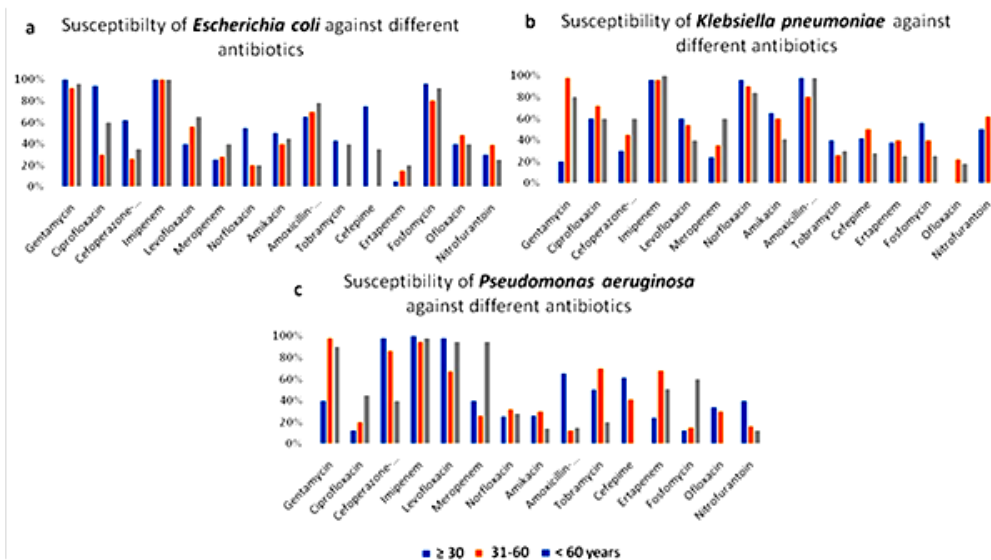 a
Susceptibilty of Escherichia coli against different
antibiotics
100%
80%
60%
40%
20%
0%
Gentamycin
Ciprofloxacin
Cefoperazone-...
Imipenem
Levofloxacin
Meropenem
Norfloxacin
Amikacin
Amoxicillin-...
Tobramycin
Cefepime
Ertapenem
Fosfomycin
Ofloxacin
Nitrofurantoin
b
Susceptibility of Klebsiella pneumoniae against
different antibiotics
100%
80%
60%
40%
20%
0%
Gentamycin
Ciprofloxacin
Cefoperazone-...
Imipenem
Levofloxacin
Meropenem
Norfloxacin
Amikacin
Amoxicillin-...
Tobramycin
Cefepime
Ertapenem
Fosfomycin
Ofloxacin
Nitrofurantoin
c
Susceptibility of Pseudomonas aeruginosa
against different antibiotics
100%
80%
60%
40%
20%
0%
Gentamycin
Ciprofloxacin
Cefoperazone-...
Imipenem
Levofloxacin
Meropenem
Norfloxacin
Amikacin
Amoxicillin-...
Tobramycin
Cefepime
Ertapenem
Fosfomycin
Ofloxacin
Nitrofurantoin
≥ 30 31-60 < 60 years